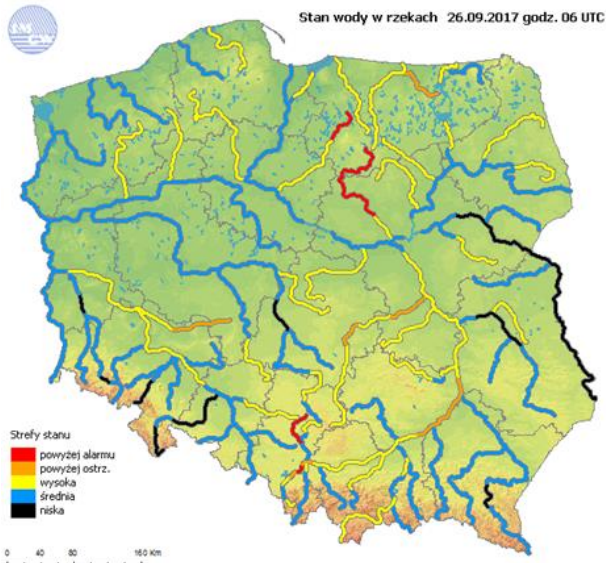 Stan wody w rzekach 26.09.2017 godz. 06 UTC
Strefy stanu
powyżej alarmu
powyżej ostrz.
wysoka
średnia
niska
0 40 80 160 Km